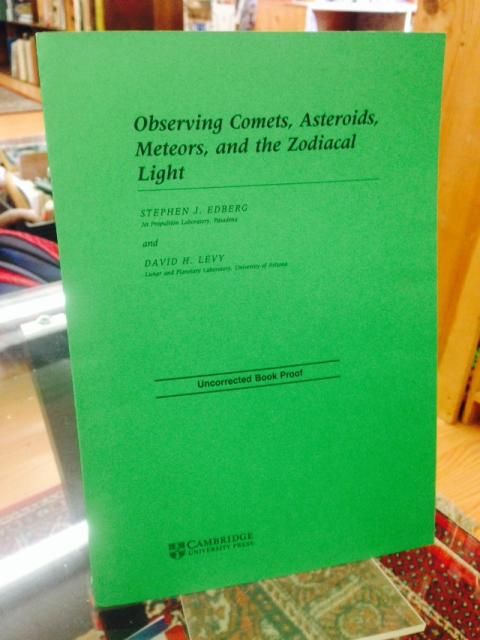 Observing Comets, Asteroids,
Meteors, and the Zodiacal
Light
STEPHEN J. EDBERG
Jet Propulsion Laboratory, Pasadena
and
DAVID H. LEVY
Lunar and Planetary Laboratory, University of Arizona
Uncorrected Book Proof
CAMBRIDGE
UNIVERSITY PRESS